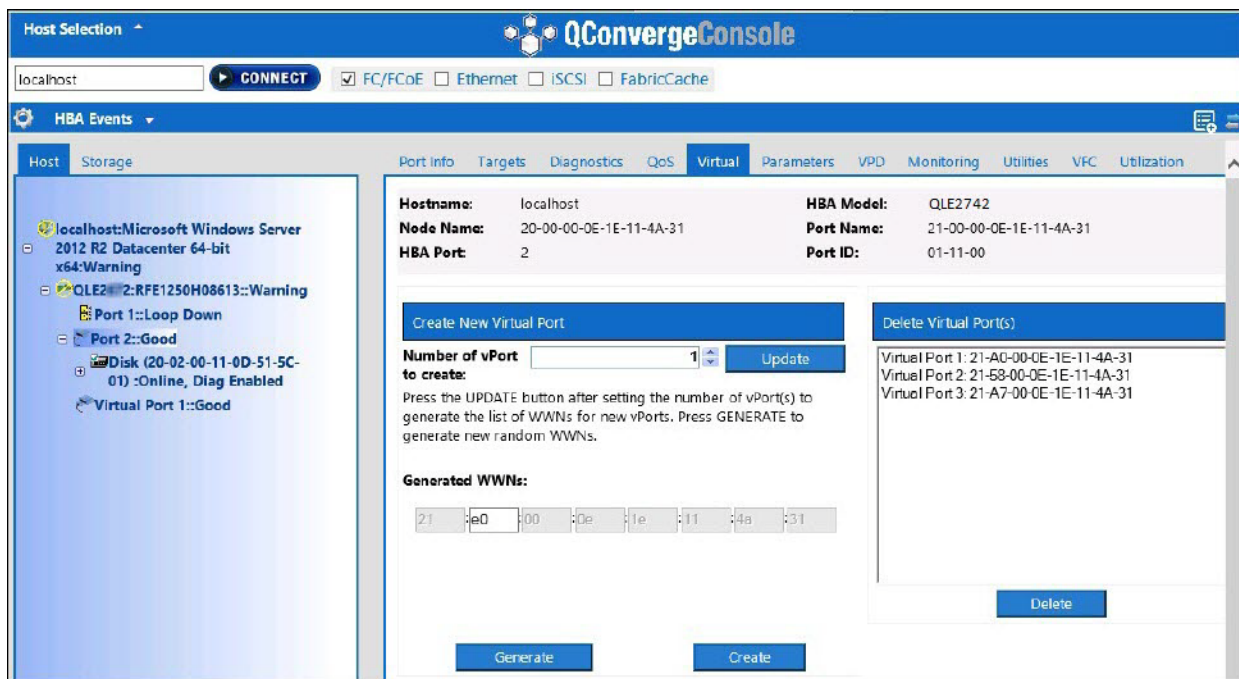 Host Selection
QConvergeConsole
localhost
CONNECT
FC/FCoE Ethernet iSCSI FabricCache
HBA Events
Host Storage
Port Info Targets Diagnostics QoS Virtual Parameters VPD Monitoring Utilities VFC Utilization
localhost:Microsoft Windows Server
2012 R2 Datacenter 64-bit
x64:Warning
2:RFE1250H08613::Warning
Port 1::Loop Down
Port 2::Good
Disk (20-02-00-11-0D-51-5C-
01) :Online, Diag Enabled
Virtual Port 1::Good
Hostname: localhost HBA Model: QLE2742
Node Name: 20-00-00-0E-1E-11-4A-31 Port Name: 21-00-00-0E-1E-11-4A-31
HBA Port: 2 Port ID: 01-11-00
Create New Virtual Port
Number of vPort
to create:
1
Update
Press the UPDATE button after setting the number of vPort(s) to
generate the list of WWNs for new vPorts. Press GENERATE to
generate new random WWNs.
Generated WWNs:
21 :e0 :00 :0e :1e :11 :4a :31
Generate Create
Delete Virtual Port(s)
Virtual Port 1: 21-A0-00-0E-1E-11-4A-31
Virtual Port 2: 21-58-00-0E-1E-11-4A-31
Virtual Port 3: 21-A7-00-0E-1E-11-4A-31
Delete